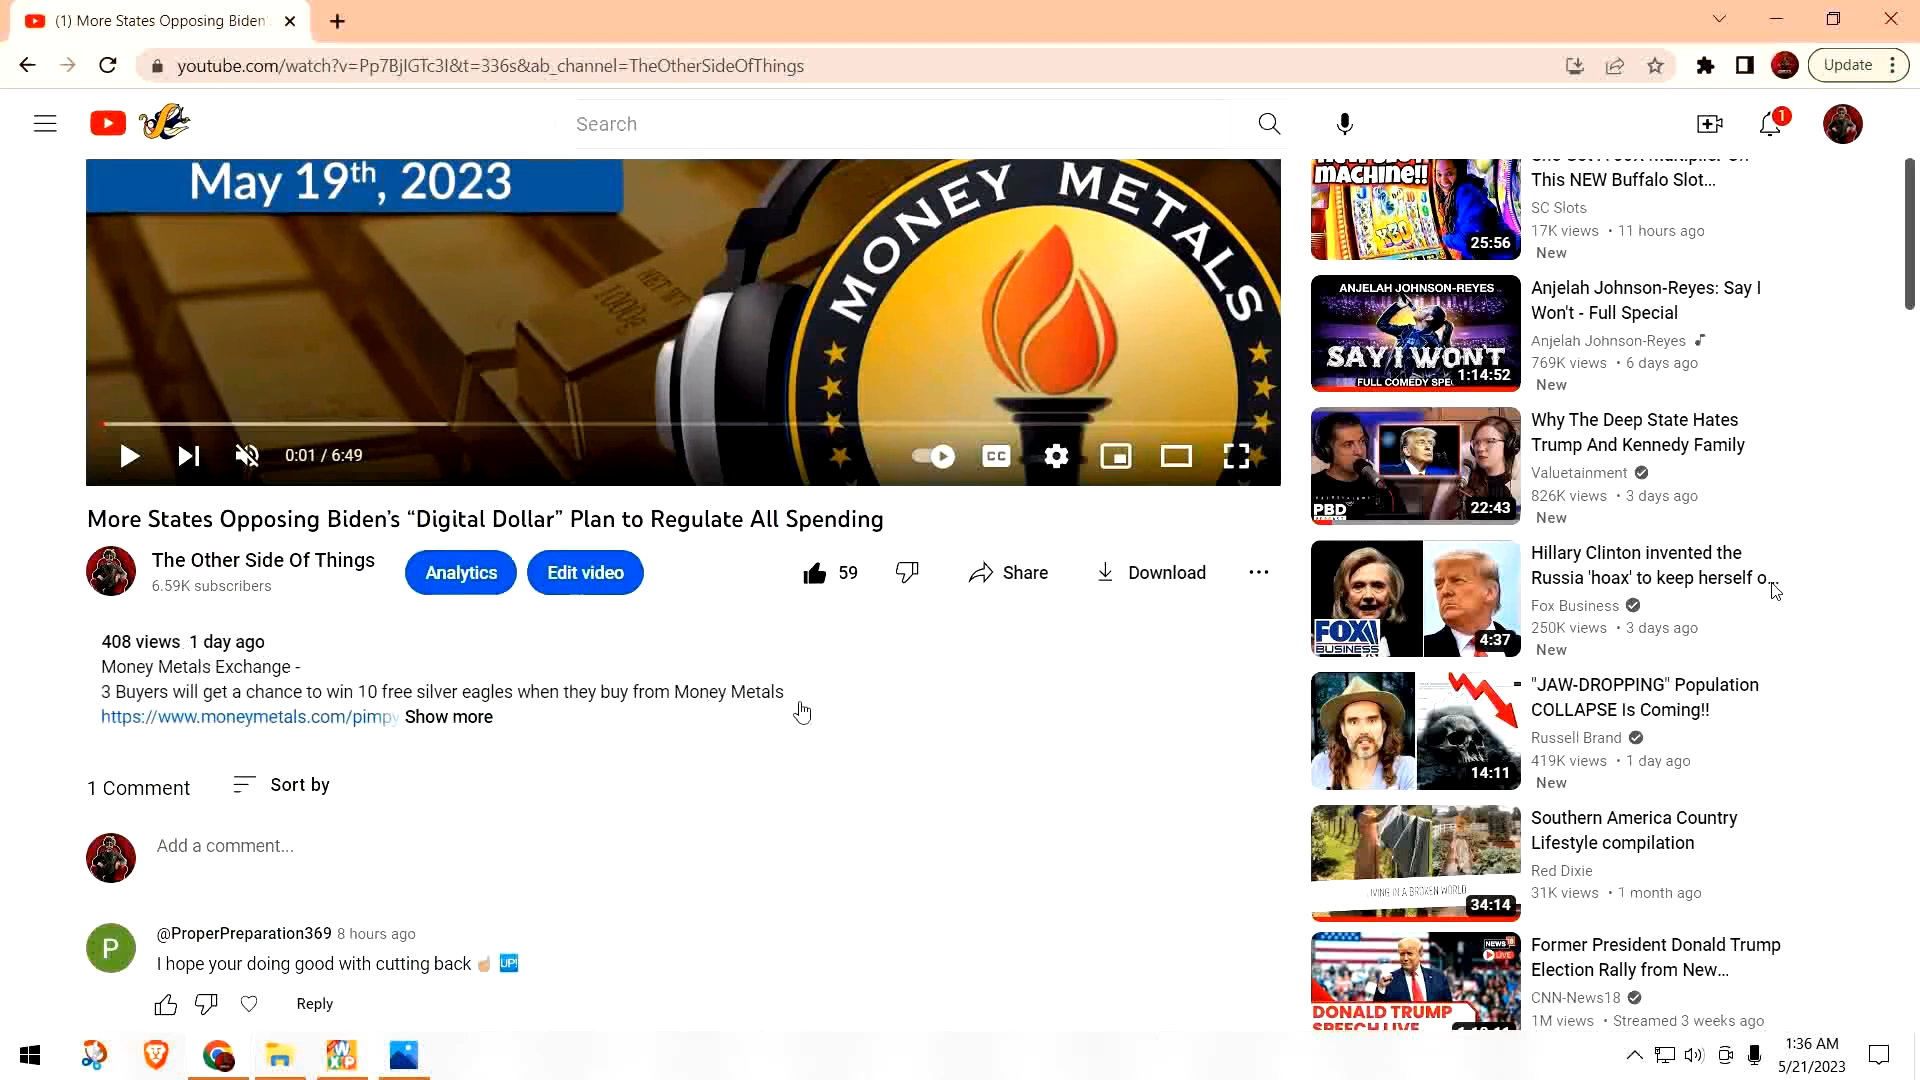 (1) More States Opposing Biden'
youtube.com/watch?v=Pp7BjIGTc3I&t=336s&ab_channel=TheOtherSideOfThings
Update
Search
1
May 19th, 2023
MONEY METALS
NET WT
1000g
0:01 / 6:49
CC
More States Opposing Biden's “Digital Dollar” Plan to Regulate All Spending
The Other Side Of Things
6.59K subscribers
Analytics
Edit video
59
Share
Download
408 views 1 day ago
Money Metals Exchange -
3 Buyers will get a chance to win 10 free silver eagles when they buy from Money Metals
https://www.moneymetals.com/pimpy Show more
1 Comment
Sort by
Add a comment...
P
@ProperPreparation369 8 hours ago
I hope your doing good with cutting back ☝🏼 🆙
Reply
MACHINE!!
25:56
This NEW Buffalo Slot...
SC Slots
17K views • 11 hours ago
New
ANJELAH JOHNSON-REYES
SAY I WON'T
FULL COMEDY SPE
1:14:52
Anjelah Johnson-Reyes: Say I
Won't - Full Special
Anjelah Johnson-Reyes
769K views • 6 days ago
New
PBD
22:43
Why The Deep State Hates
Trump And Kennedy Family
Valuetainment
826K views • 3 days ago
New
FOX
BUSINESS
4:37
Hillary Clinton invented the
Russia 'hoax' to keep herself o...
Fox Business
250K views • 3 days ago
New
14:11
"JAW-DROPPING" Population
COLLAPSE Is Coming!!
Russell Brand
419K views • 1 day ago
New
LIVING IN A BROKEN WORLD
34:14
Southern America Country
Lifestyle compilation
Red Dixie
31K views • 1 month ago
NEWS18
LIVE
DONALD TRUMP
SPEECH LIVE
Former President Donald Trump
Election Rally from New...
CNN-News18
1M views • Streamed 3 weeks ago
1:36 AM
5/21/2023